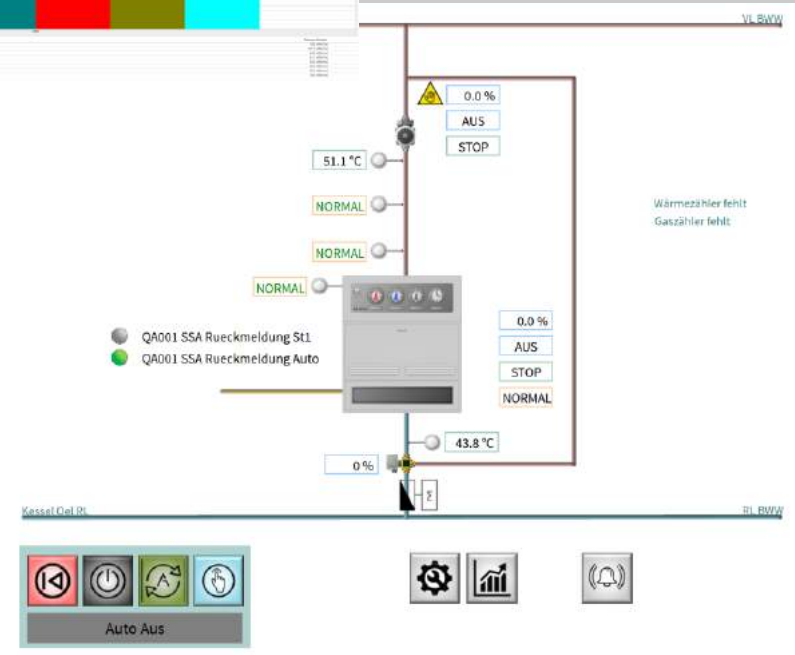 VL BWW
0.0 %
AUS
STOP
51.1 °C
NORMAL
Wärmezähler fehlt
Gaszähler fehlt
NORMAL
NORMAL
0.0 %
QA001 SSA Rueckmeldung St1
AUS
QA001 SSA Rueckmeldung Auto
STOP
NORMAL
43.8 °C
0 %
Kessel Oel RL
RL BWW
A
Auto Aus